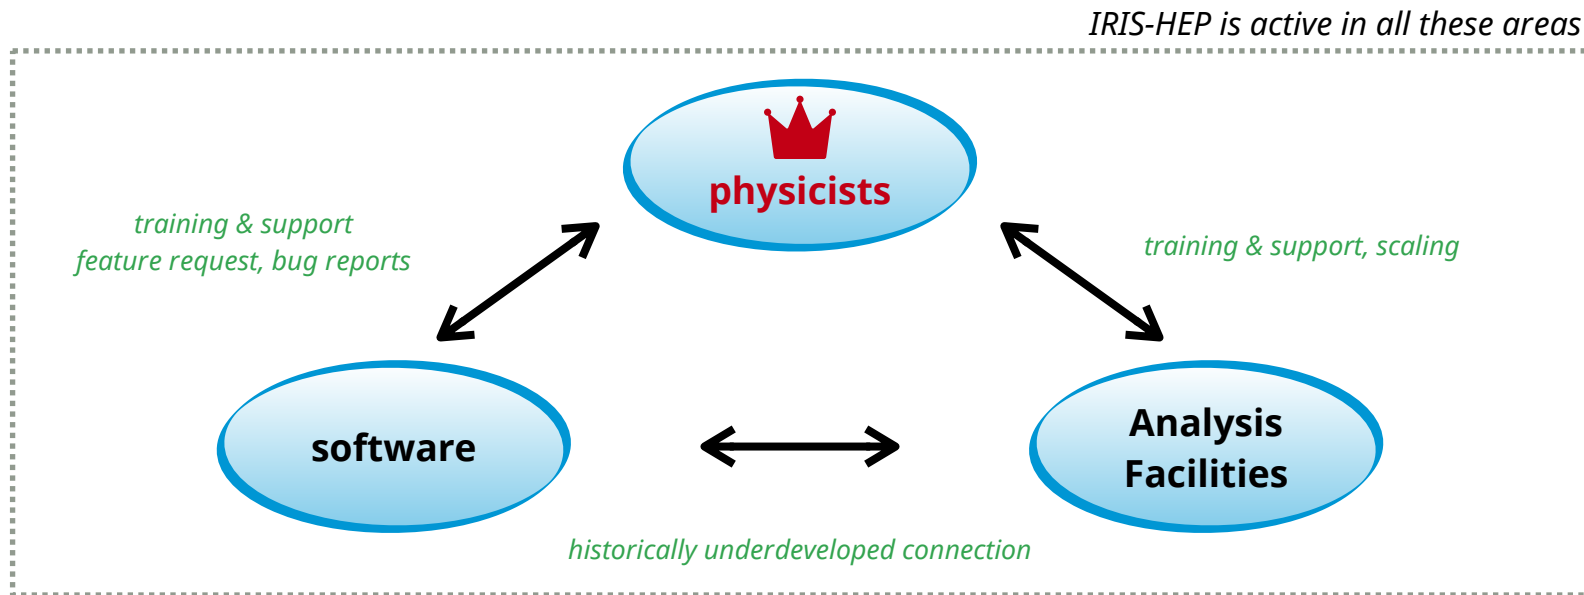 IRIS-HEP is active in all these areas
physicists
training & support
feature request, bug reports
training & support, scaling
software
Analysis
Facilities
historically underdeveloped connection